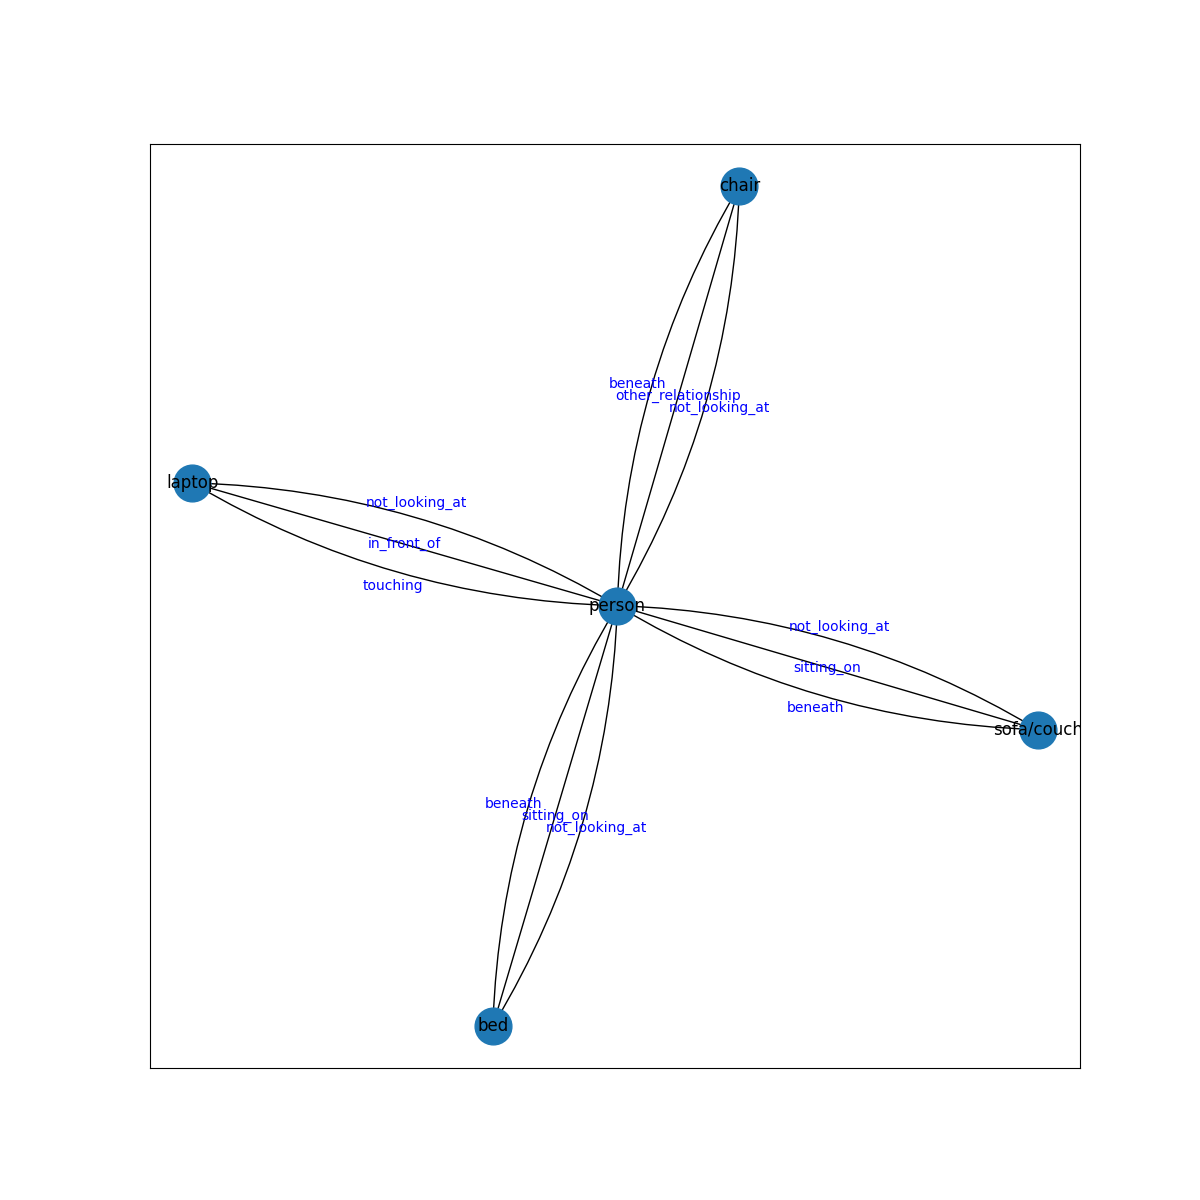 chair
beneath
other_relationship
not_looking_at
laptop
not_looking_at
in_front_of
touching
person
not_looking_at
sitting_on
beneath
sofa/couch
beneath
sitting_on
not_looking_at
bed